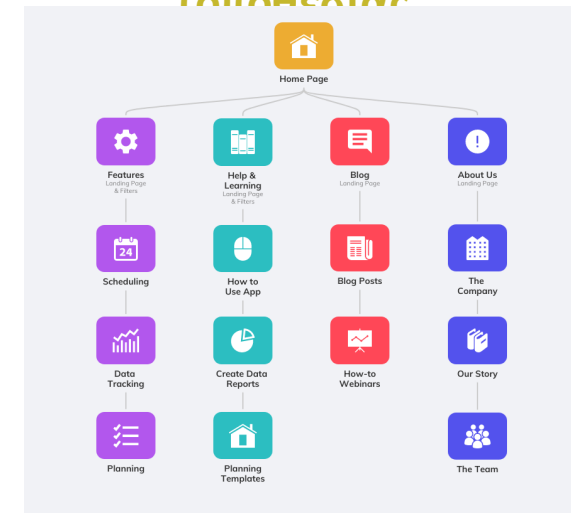 Home Page
Features
Landing Page
& Filters
Help &
Learning
Landing Page
& Filters
Blog
Landing Page
About Us
Landing Page
24
Scheduling
How to
Use App
Blog Posts
The
Company
Data
Tracking
Create Data
Reports
How-to
Webinars
Our Story
Planning
Planning
Templates
The Team